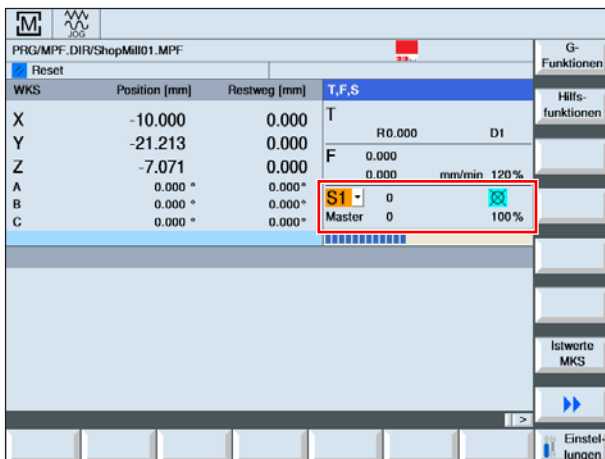 M
JOG
PRG/MPF.DIR/ShopMill01.MPF
Reset
WKS Position [mm] Restweg [mm]
X -10.000 0.000
Y -21.213 0.000
Z -7.071 0.000
A 0.000 ° 0.000°
B 0.000 ° 0.000°
C 0.000 ° 0.000°
T,F,S
T
R0.000 D1
F 0.000
0.000 mm/min 120%
S1 0
Master 0 100%
G-
Funktionen
Hilfs-
funktionen
Istwerte
MKS
>
Einstel-
lungen